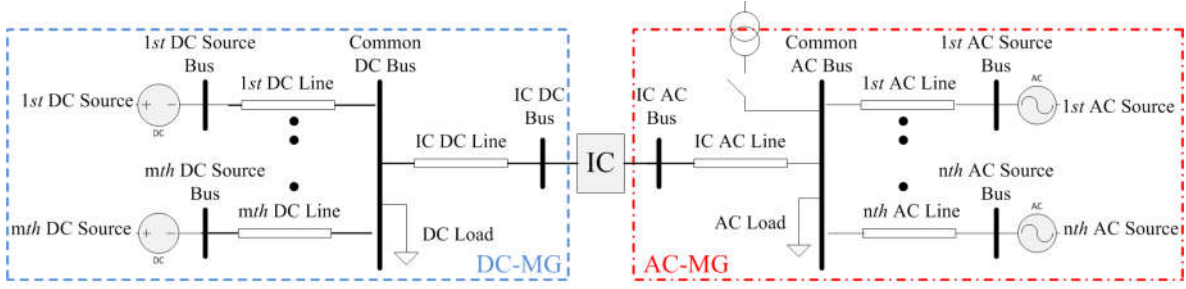 1st DC Source
Bus
Common
DC Bus
1st DC Line
1st DC Source
+ -
DC
IC DC
Bus
IC DC Line
mth DC Source
Bus
mth DC Line
mth DC Source
+ -
DC
DC Load
DC-MG
IC
Common
AC Bus
1st AC Source
Bus
1st AC Line
AC
1st AC Source
IC AC
Bus
IC AC Line
nth AC Source
Bus
nth AC Line
AC
nth AC Source
AC Load
AC-MG